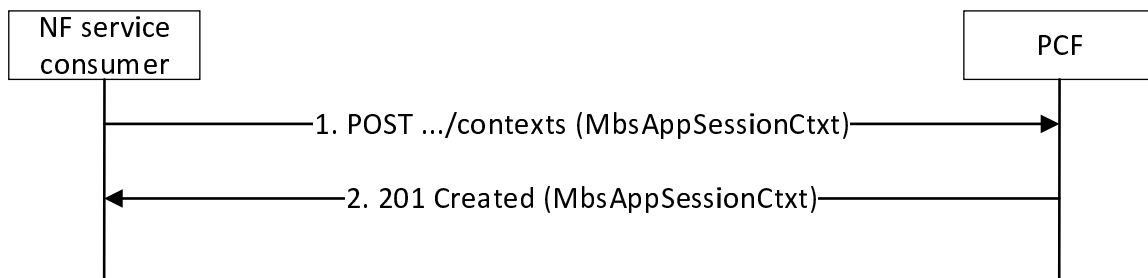 NF service
consumer
PCF
1. POST .../contexts (MbsAppSessionCtxt)
2. 201 Created (MbsAppSessionCtxt)